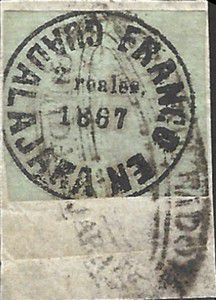 FRANCO EN GUADALAJARA
2
reales.
1867